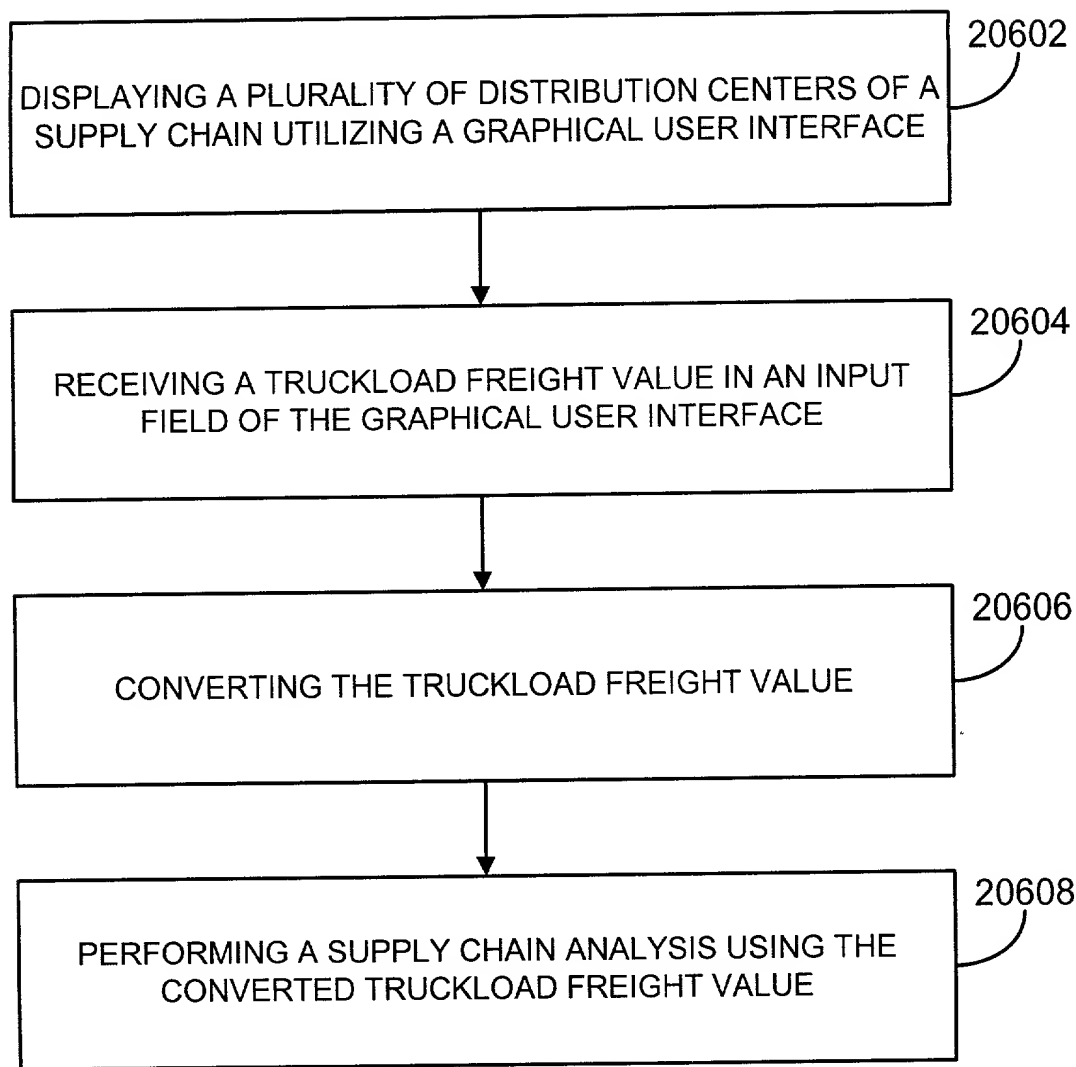 20602
DISPLAYING A PLURALITY OF DISTRIBUTION CENTERS OF A
SUPPLY CHAIN UTILIZING A GRAPHICAL USER INTERFACE
20604
RECEIVING A TRUCKLOAD FREIGHT VALUE IN AN INPUT
FIELD OF THE GRAPHICAL USER INTERFACE
20606
CONVERTING THE TRUCKLOAD FREIGHT VALUE
20608
PERFORMING A SUPPLY CHAIN ANALYSIS USING THE
CONVERTED TRUCKLOAD FREIGHT VALUE